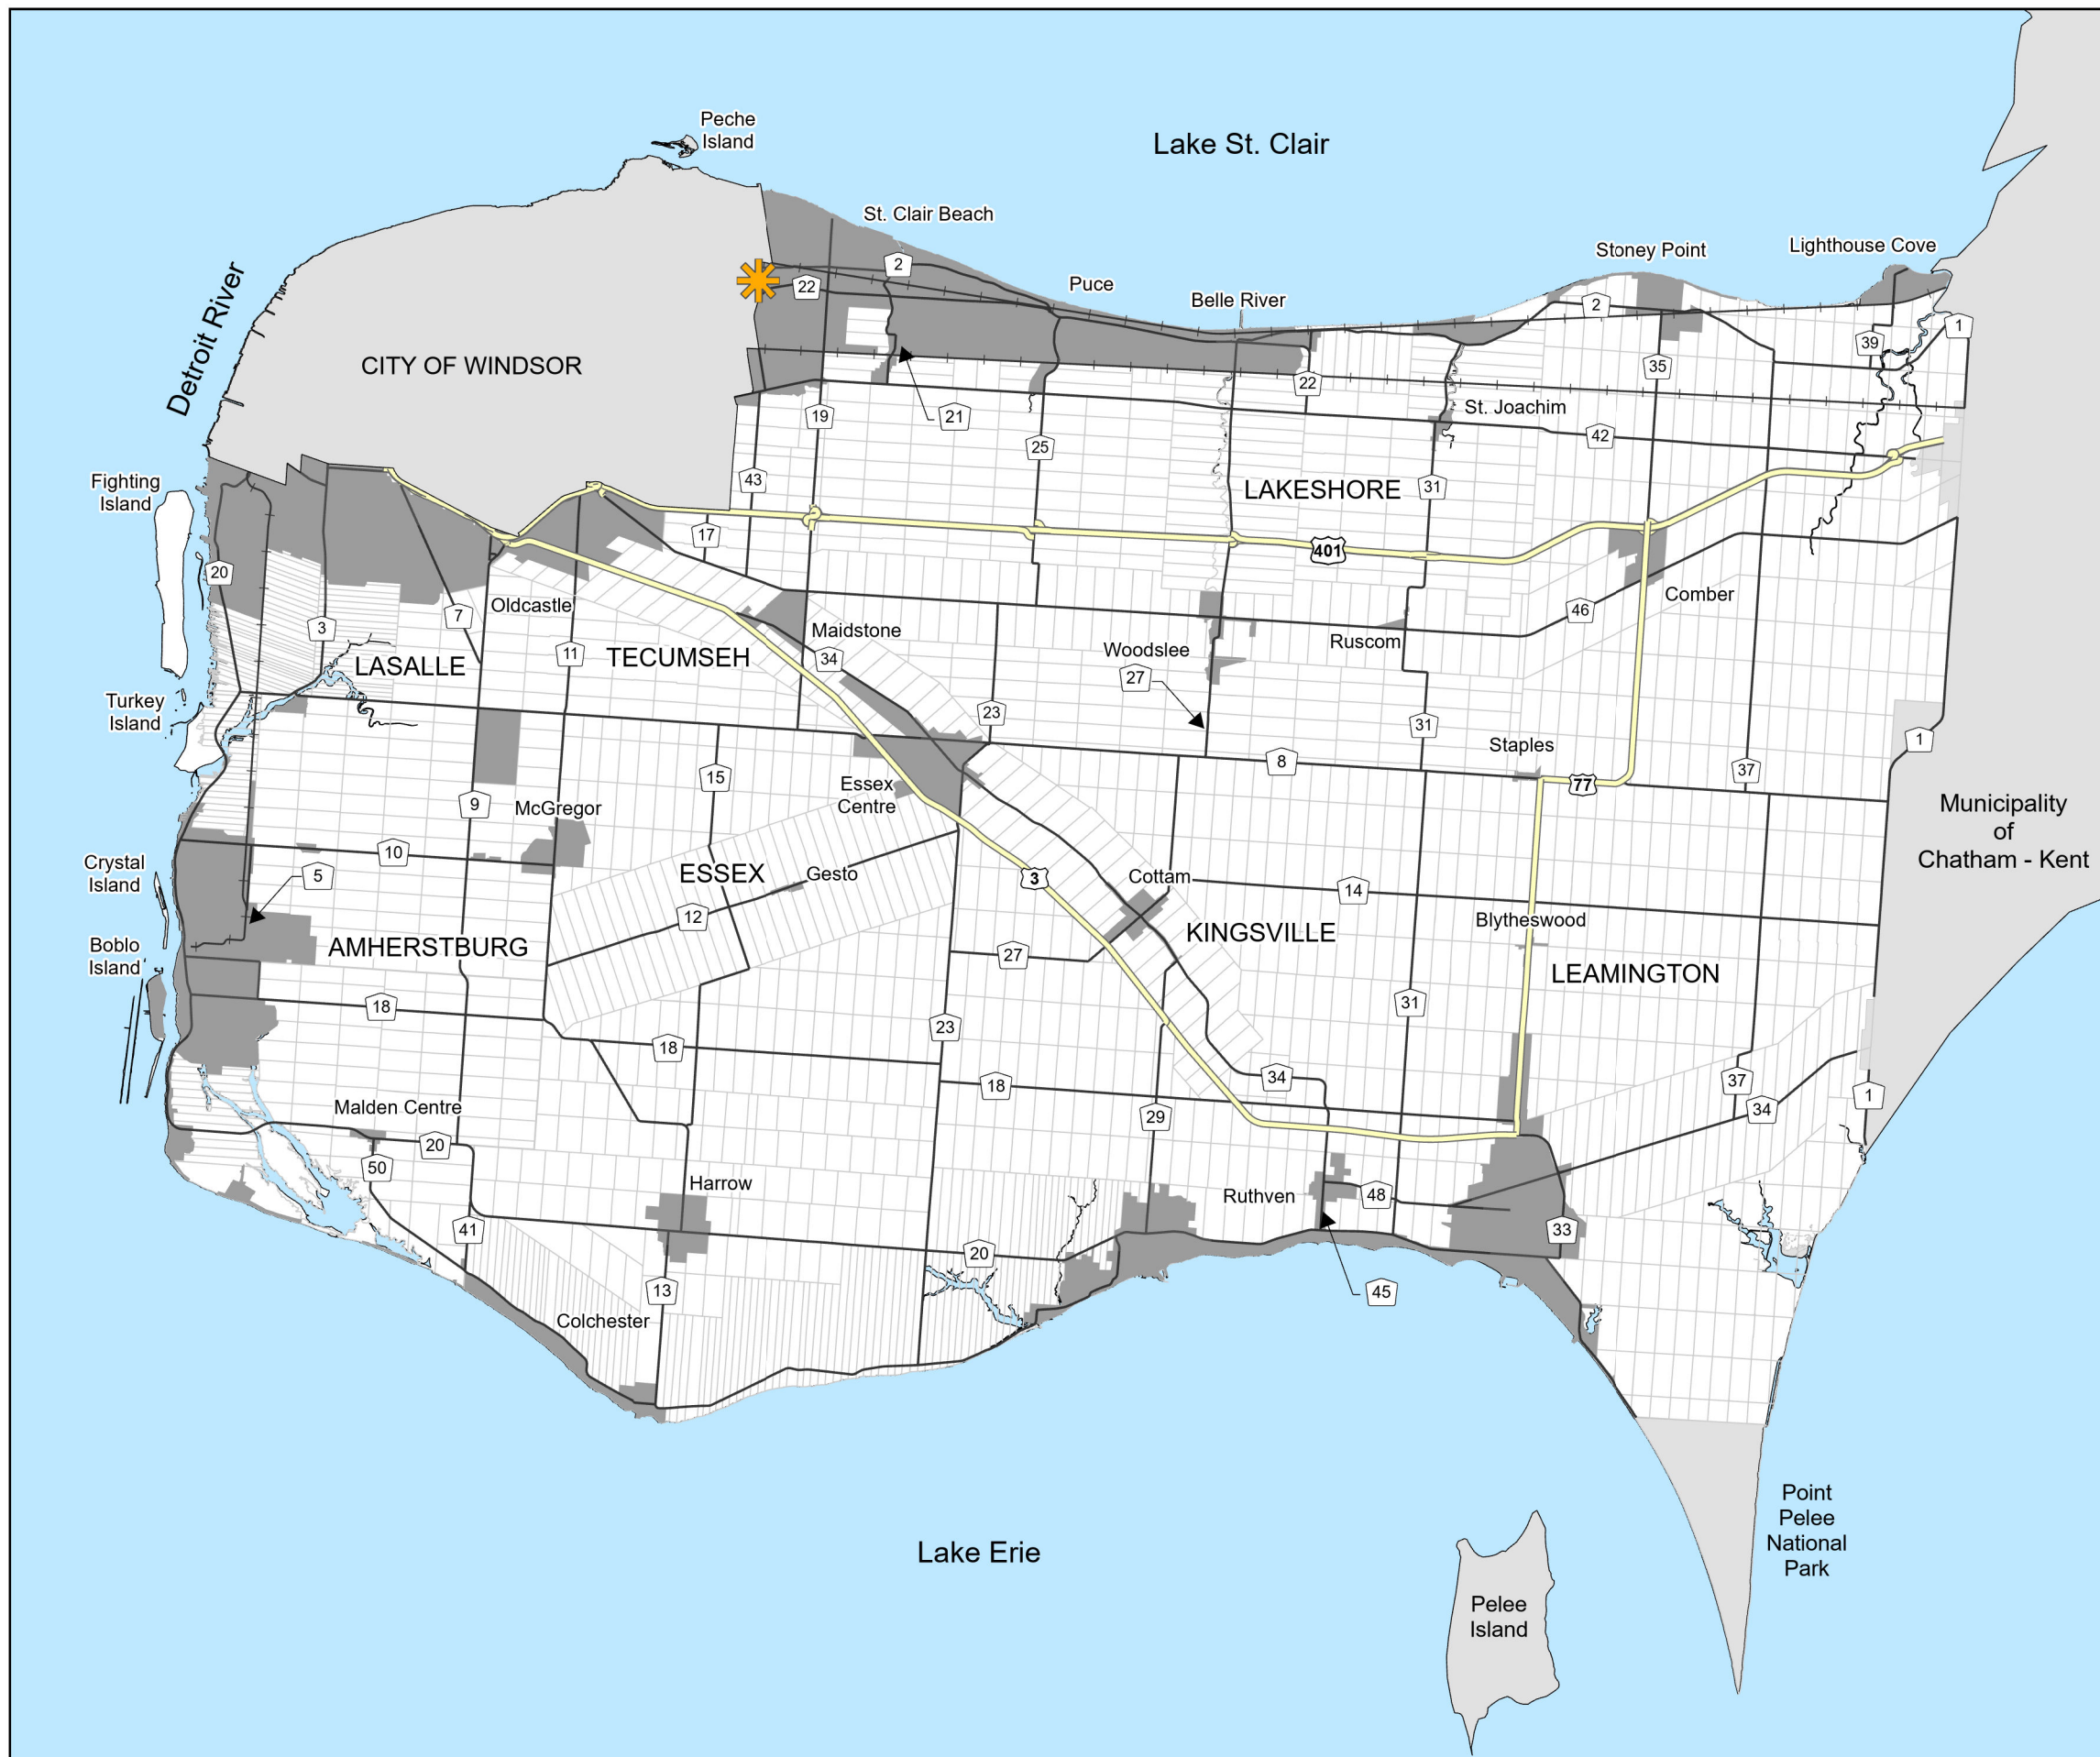 Peche
Island
Lake St. Clair
St. Clair Beach
Lighthouse Cove
Stoney Point
2
22
Puce
Belle River
2
1
39
Detroit River
CITY OF WINDSOR
35
22
19
21
St. Joachim
42
25
Fighting
Island
43
LAKESHORE
31
17
401
20
Oldcastle
7
Comber
46
3
Maidstone
Ruscom
11
TECUMSEH
34
Woodslee
LASALLE
27
Turkey
Island
23
31
Staples
1
8
15
Essex
Centre
77
37
9
McGregor
Municipality
of
Chatham - Kent
10
Crystal
Island
5
ESSEX
Gesto
3
Cottam
14
12
Blytheswood
AMHERSTBURG
KINGSVILLE
Boblo
Island
27
LEAMINGTON
18
31
23
18
34
37
18
1
Malden Centre
34
29
20
50
Harrow
Ruthven
48
41
33
20
13
45
Colchester
Point
Pelee
National
Park
Lake Erie
Pelee
Island